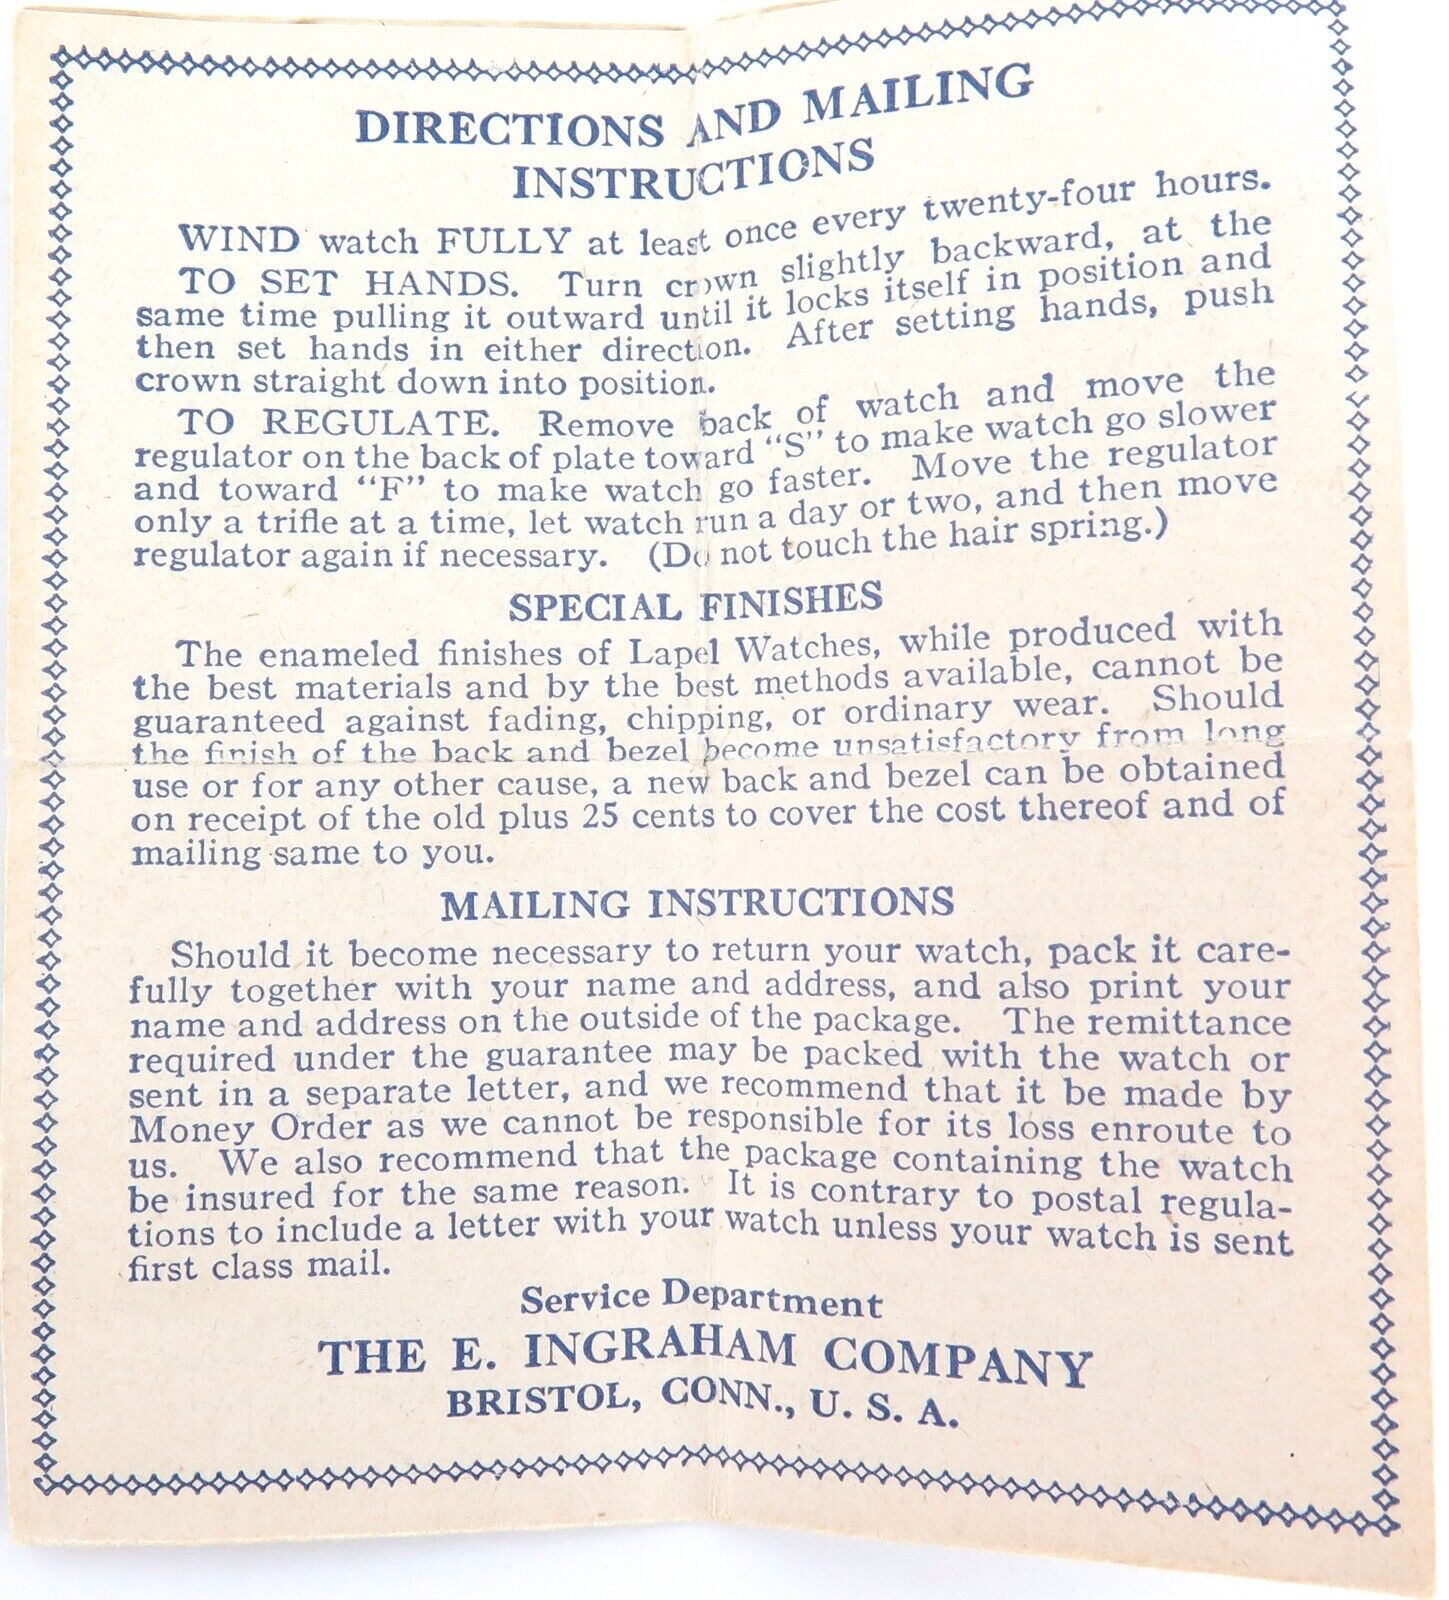 DIRECTIONS AND MAILING
INSTRUCTIONS
WIND watch FULLY at least once every twenty-four hours.
TO SET HANDS. Turn crown slightly backward, at the
same time pulling it outward until it locks itself in position and
then set hands in either direction. After setting hands, push
crown straight down into position.
TO REGULATE. Remove back of watch and move the
regulator on the back of plate toward "S" to make watch go slower
and toward "F" to make watch go faster. Move the regulator
only a trifle at a time, let watch run a day or two, and then move
regulator again if necessary. (Do not touch the hair spring.)
SPECIAL FINISHES
The enameled finishes of Lapel Watches, while produced with
the best materials and by the best methods available, cannot be
guaranteed against fading, chipping, or ordinary wear. Should
the finish of the back and bezel become unsatisfactory from long
use or for any other cause, a new back and bezel can be obtained
on receipt of the old plus 25 cents to cover the cost thereof and of
mailing same to you.
MAILING INSTRUCTIONS
Should it become necessary to return your watch, pack it care-
fully together with your name and address, and also print your
name and address on the outside of the package. The remittance
required under the guarantee may be packed with the watch or
sent in a separate letter, and we recommend that it be made by
Money Order as we cannot be responsible for its loss enroute to
us. We also recommend that the package containing the watch
be insured for the same reason. It is contrary to postal regula-
tions to include a letter with your watch unless your watch is sent
first class mail.
Service Department
THE E. INGRAHAM COMPANY
BRISTOL, CONN., U. S. A.